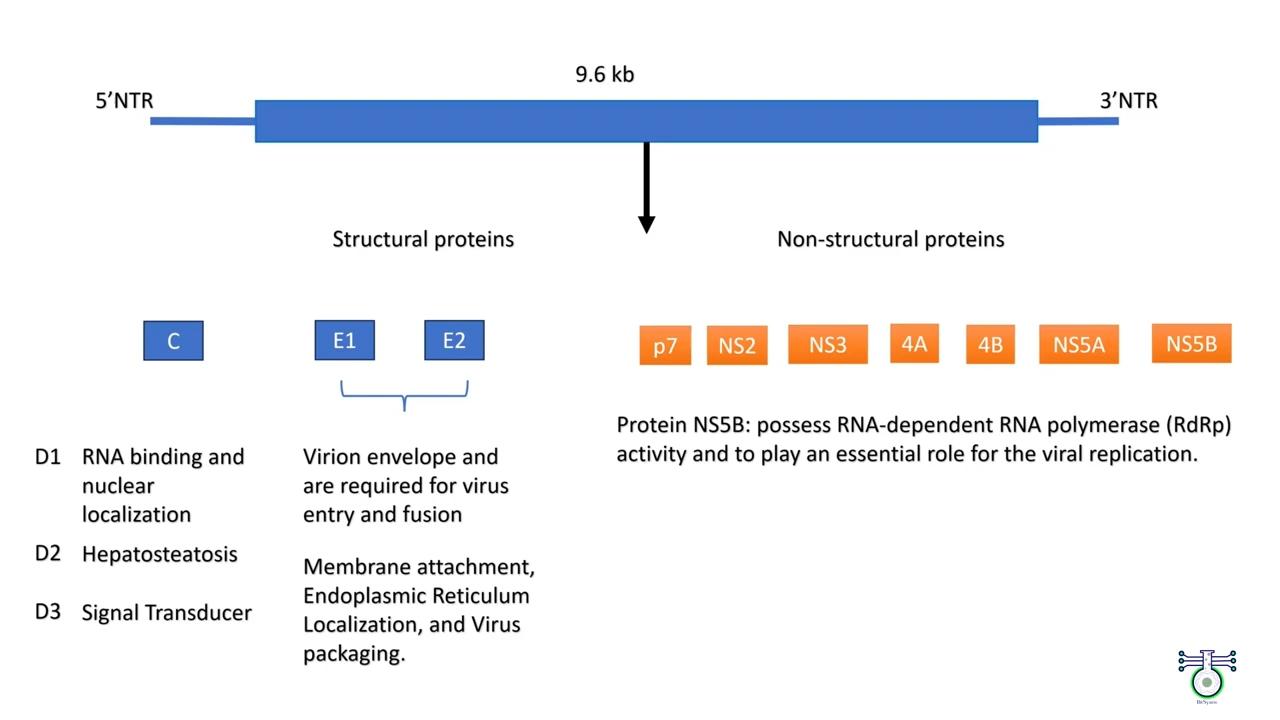 9.6 kb
5’NTR
3’NTR
Structural proteins
Non-structural proteins
C
E1
E2
p7
NS2
NS3
4A
4B
NS5A
NS5B
D1 RNA binding and
nuclear
localization
D2 Hepatosteatosis
D3 Signal Transducer
Virion envelope and
are required for virus
entry and fusion
Membrane attachment,
Endoplasmic Reticulum
Localization, and Virus
packaging.
Protein NS5B: possess RNA-dependent RNA polymerase (RdRp)
activity and to play an essential role for the viral replication.